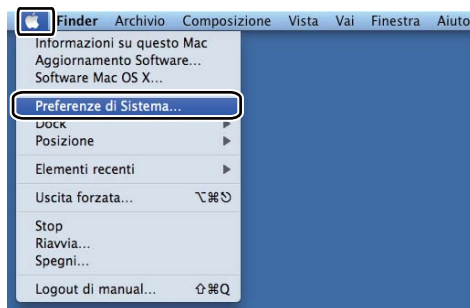 Finder Archivio Composizione Vista Vai Finestra Aiuto
Informazioni su questo Mac
Aggiornamento Software...
Software Mac OS X...
Preferenze di Sistema...
Dock
Posizione
Elementi recenti
Uscita forzata... ⌥⌘⎋
Stop
Riavvia...
Spegni...
Logout di manual... ⇧⌘Q